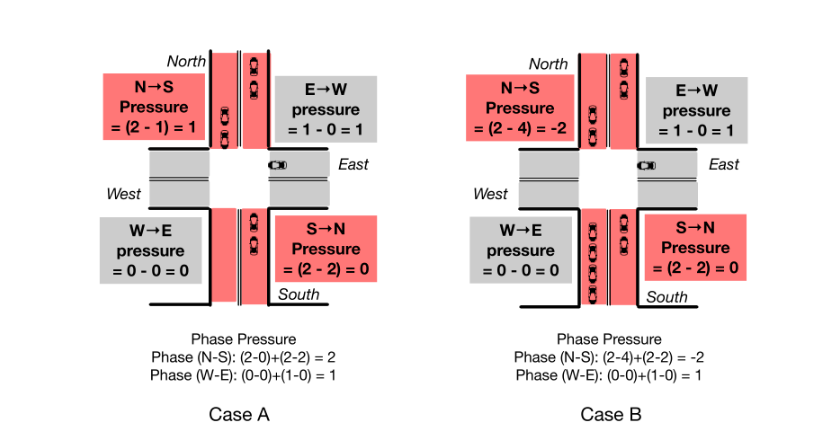 North
N→S
Pressure
= (2 - 1) = 1
E→W
pressure
= 1 - 0 = 1
East
West
W→E
pressure
= 0 - 0 = 0
S→N
Pressure
= (2 - 2) = 0
South
Phase Pressure
Phase (N-S): (2-0)+(2-2) = 2
Phase (W-E): (0-0)+(1-0) = 1
Case A
North
N→S
Pressure
= (2 - 4) = -2
E→W
pressure
= 1 - 0 = 1
East
West
W→E
pressure
= 0 - 0 = 0
S→N
Pressure
= (2 - 2) = 0
South
Phase Pressure
Phase (N-S): (2-4)+(2-2) = -2
Phase (W-E): (0-0)+(1-0) = 1
Case B